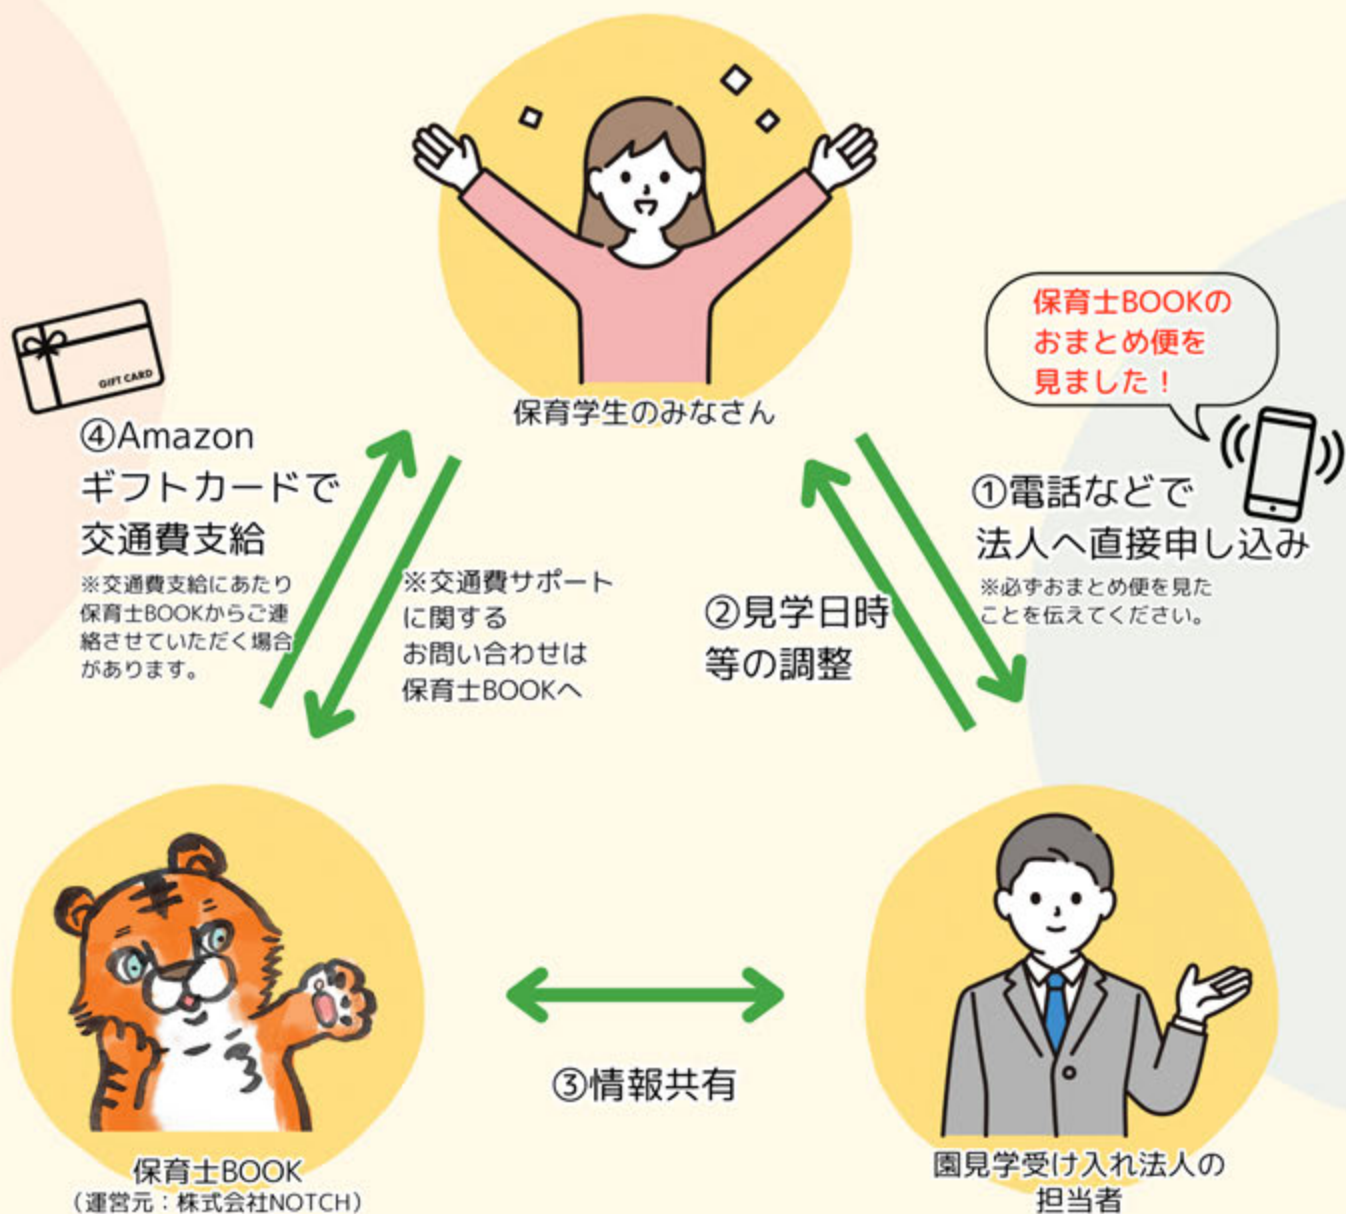 保育士BOOKの
おまとめ便を
見ました！
GIFT CARD
保育学生のみなさん
④Amazon
ギフトカードで
交通費支給
※交通費支給にあたり
保育士BOOKからご連
絡させていただく場合
があります。
※交通費サポート
に関する
お問い合わせは
保育士BOOKへ
①電話などで
法人へ直接申し込み
※必ずおまとめ便を見た
ことを伝えてください。
②見学日時
等の調整
③情報共有
保育士BOOK
（運営元：株式会社NOTCH）
園見学受け入れ法人の
担当者